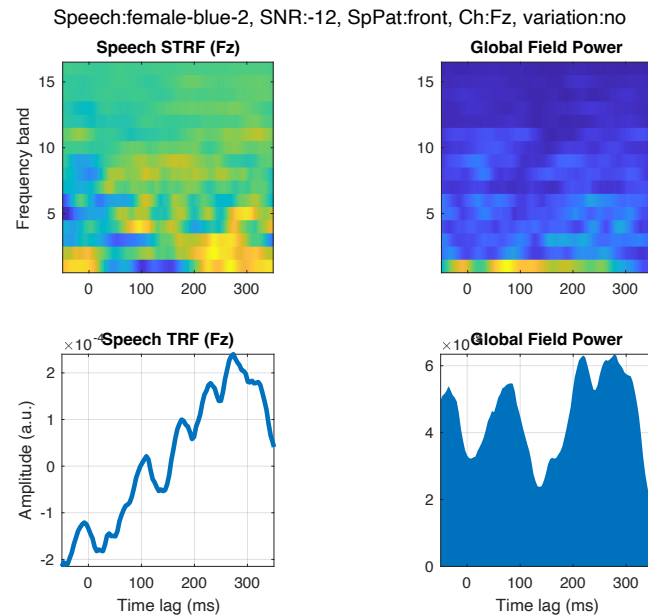 Speech:female-blue-2, SNR:-12, SpPat:front, Ch:Fz, variation:no
Speech STRF (Fz)
Frequency band
15
10
5
0 100 200 300
Global Field Power
15
10
5
0 100 200 300
Speech TRF (Fz)
×10⁻⁴
Amplitude (a.u.)
2
1
0
-1
-2
0 100 200 300
Time lag (ms)
Global Field Power
6
4
2
0
0 100 200 300
Time lag (ms)